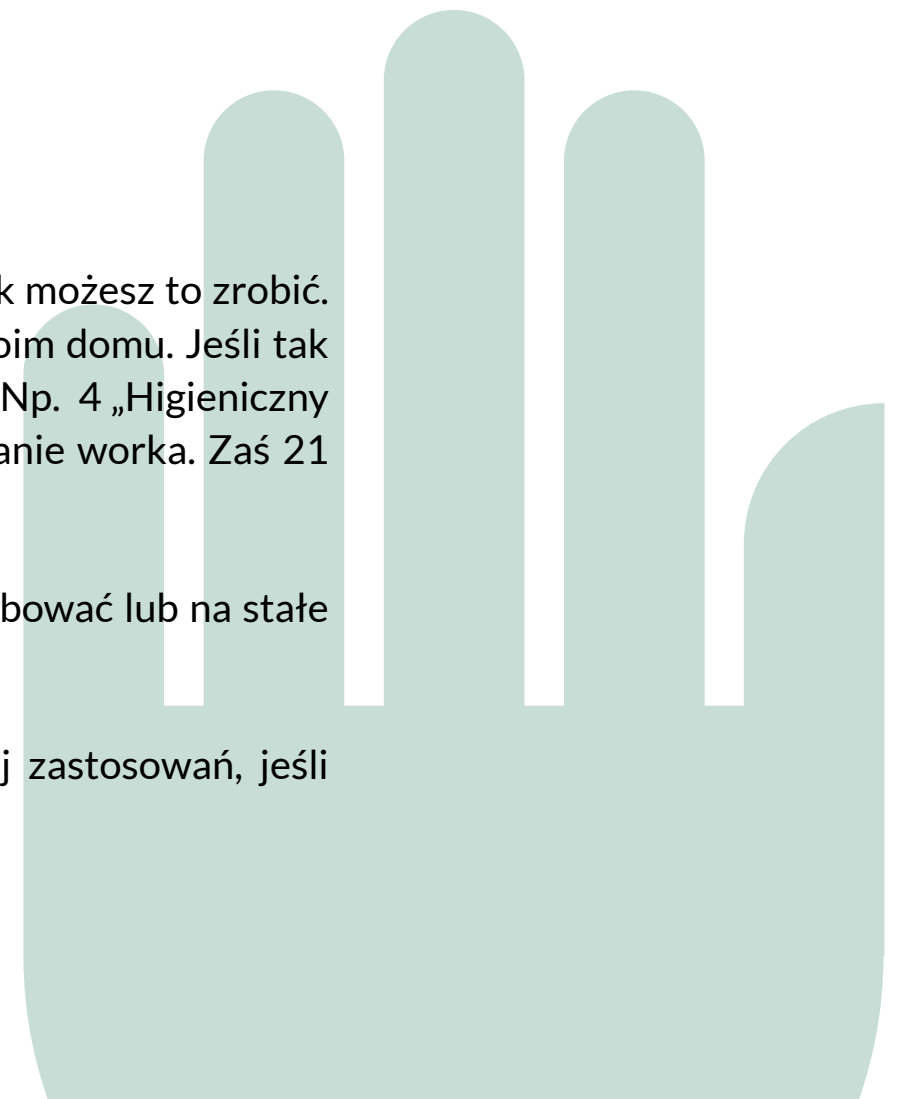 k możesz to zrobić.
oim domu. Jeśli tak
Np. 4 „Higieniczny
anie worka. Zaś 21
bować lub na stałe
j zastosowań, jeśli